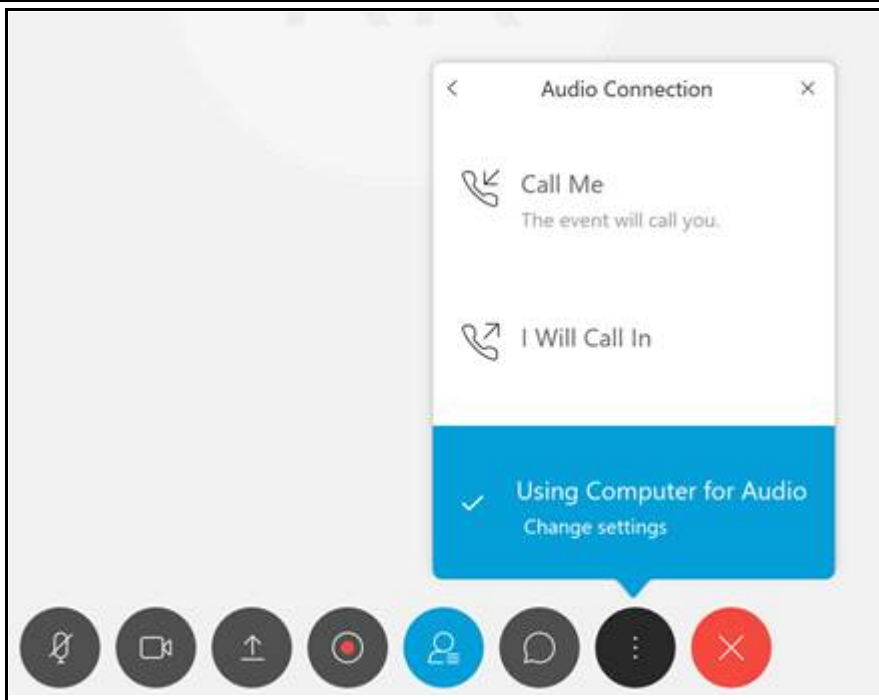 Audio Connection
Call Me
The event will call you.
I Will Call In
Using Computer for Audio
Change settings